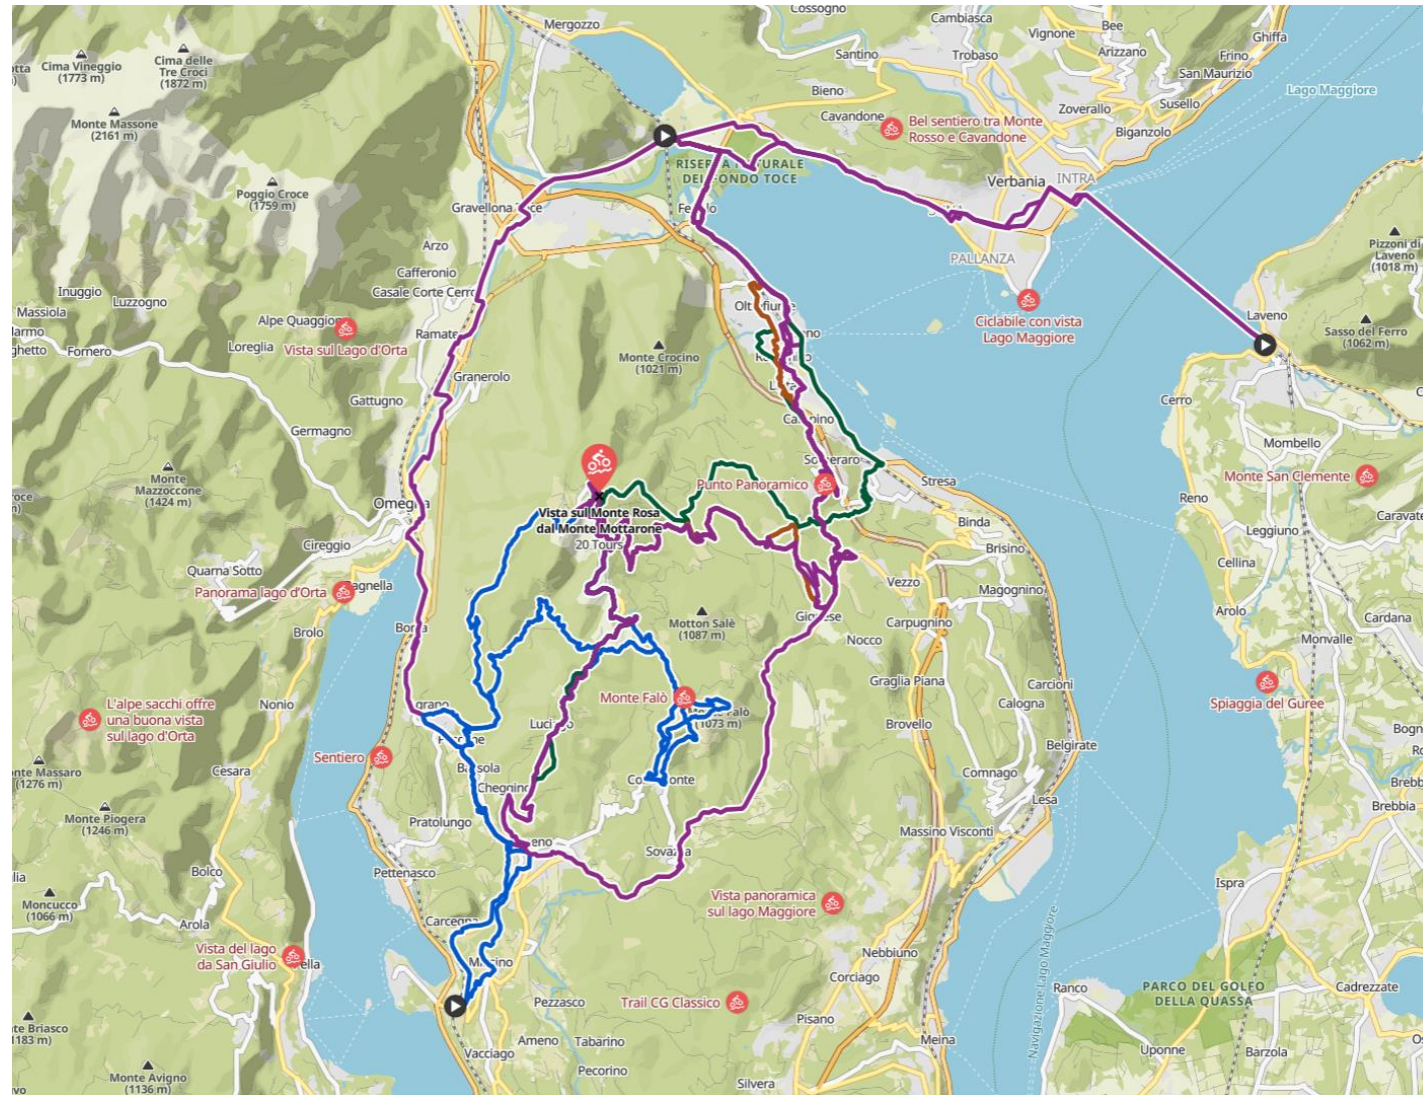 Cossogno
Mergozzo
Cambiasca
Bee
Vignone
Ghiffa
Santino
Trobaso
Arizzano
Frino
Cima Vineggio
(1773 m)
Cima delle
Tre Croci
(1872 m)
San Maurizio
Bieno
Lago Maggiore
Zoverallo
Susello
Monte Massone
(2161 m)
Cavandone
Bel sentiero tra Monte
Rosso e Cavandone
Biganzolo
RISERVA NATURALE
DEL FONDO TOCE
Verbania
INTRA
Poggio Croce
(1759 m)
Gravellona Toce
Arzo
Pizzoni di
Laveno
(1018 m)
PALLANZA
Cafferonio
Inuggio
Luzzogno
Casale Corte Cerro
Massiola
Laveno
Alpe Quaggione
Vista sul Lago d'Orta
Ramate
Ciclabile con vista
Lago Maggiore
Sasso del Ferro
(1062 m)
Fornero
Loreglia
Monte Crocino
(1021 m)
Granerolo
Gattugno
Cerro
Germagno
Mombello
Monte
Mazzoccone
(1424 m)
Punto Panoramico
Stresa
Monte San Clemente
Reno
Vista sul Monte Rosa
dal Monte Mottarone
20 Tours
Binda
Leggiuno
Cireggio
Brisino
Quarna Sotto
Cellina
Panorama lago d'Orta
Vezzo
Magognino
Brolo
Motton Salè
(1087 m)
Carpugnino
Arolo
Cardana
Nocco
Monvalle
Graglia Piana
Carcioni
L'alpe sacchi offre
una buona vista
sul lago d'Orta
Nonio
Monte Falò
(1073 m)
Calogna
Spiaggia del Guree
Brovello
Belgirate
Sentiero
Cesara
Comnago
(1276 m)
Chegnino
Lesa
Brebbia
Monte Piogera
(1246 m)
Pratolungo
Massino Visconti
Bolco
Pettenasco
Ispra
Moncucco
(1066 m)
Arola
Vista panoramica
sul lago Maggiore
Carcegna
Vista del lago
da San Giulio
Nebbiuno
Corciago
Navigazione Lago Maggiore
Ranco
PARCO DEL GOLFO
DELLA QUASSA
Cadrezzate
Pezzasco
Trail CG Classico
Pisano
Ameno
Tabarino
Meina
Uponne
Barzola
Vacciago
Pecorino
Monte Avigno
(1136 m)
Silvera